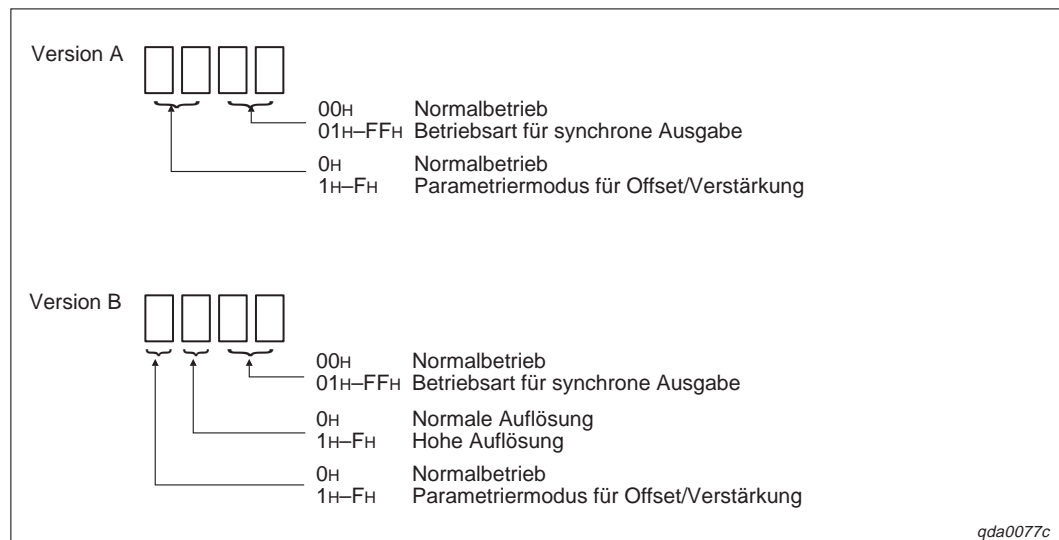 Version A
00H Normalbetrieb
01H–FFH Betriebsart für synchrone Ausgabe
0H Normalbetrieb
1H–FH Parametriermodus für Offset/Verstärkung
Version B
00H Normalbetrieb
01H–FFH Betriebsart für synchrone Ausgabe
0H Normale Auflösung
1H–FH Hohe Auflösung
0H Normalbetrieb
1H–FH Parametriermodus für Offset/Verstärkung
qda0077c